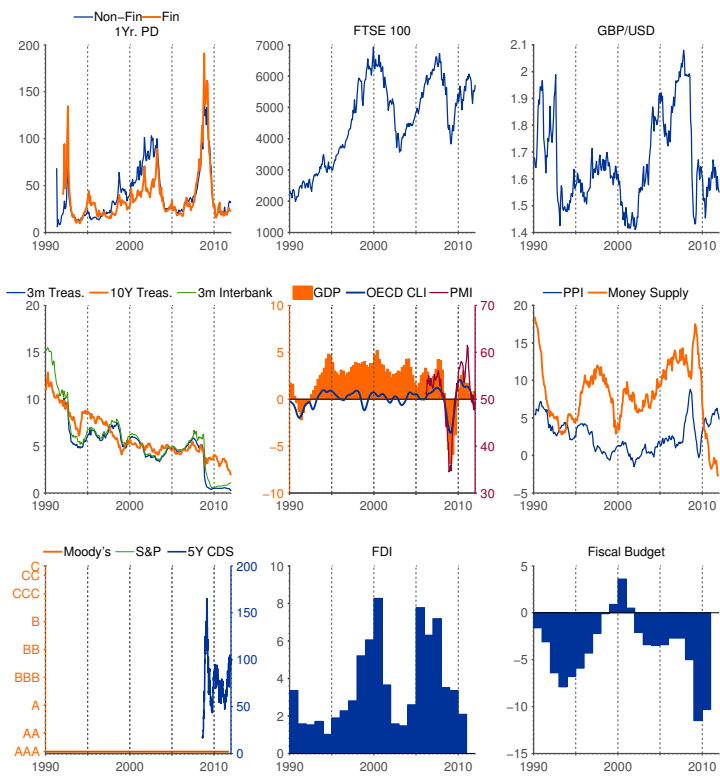 Non−Fin Fin
1Yr. PD
200
150
100
50
0
1990 2000 2010
FTSE 100
7000
6000
5000
4000
3000
2000
1000
1990 2000 2010
GBP/USD
2.1
2
1.9
1.8
1.7
1.6
1.5
1.4
1990 2000 2010
3m Treas. 10Y Treas. 3m Interbank
20
15
10
5
0
1990 2000 2010
GDP OECD CLI PMI
10
5
0
−5
−10
70
60
50
40
30
1990 2000 2010
PPI Money Supply
20
15
10
5
0
−5
1990 2000 2010
Moody's S&P 5Y CDS
C
CC
CCC
B
BB
BBB
A
AA
AAA
200
150
100
50
0
1990 2000 2010
FDI
10
8
6
4
2
0
1990 2000 2010
Fiscal Budget
5
0
−5
−10
−15
1990 2000 2010